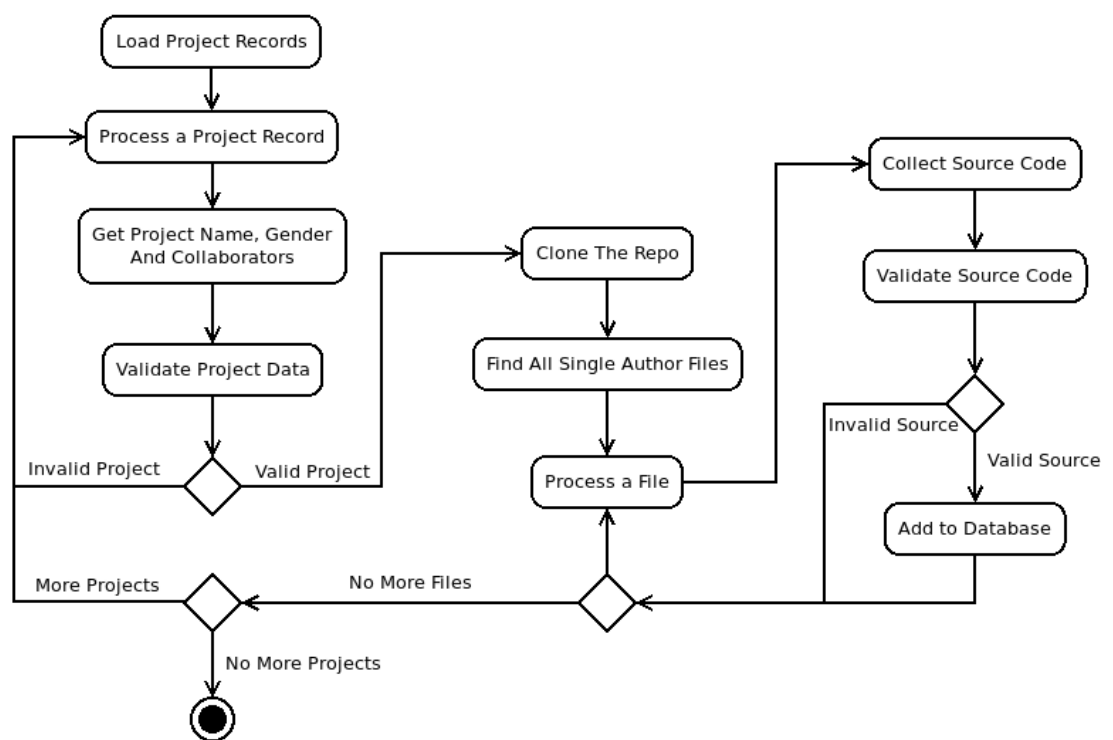 Load Project Records
Process a Project Record
Get Project Name, Gender
And Collaborators
Validate Project Data
Invalid Project
Valid Project
Clone The Repo
Find All Single Author Files
Process a File
Collect Source Code
Validate Source Code
Invalid Source
Valid Source
Add to Database
No More Files
More Projects
No More Projects